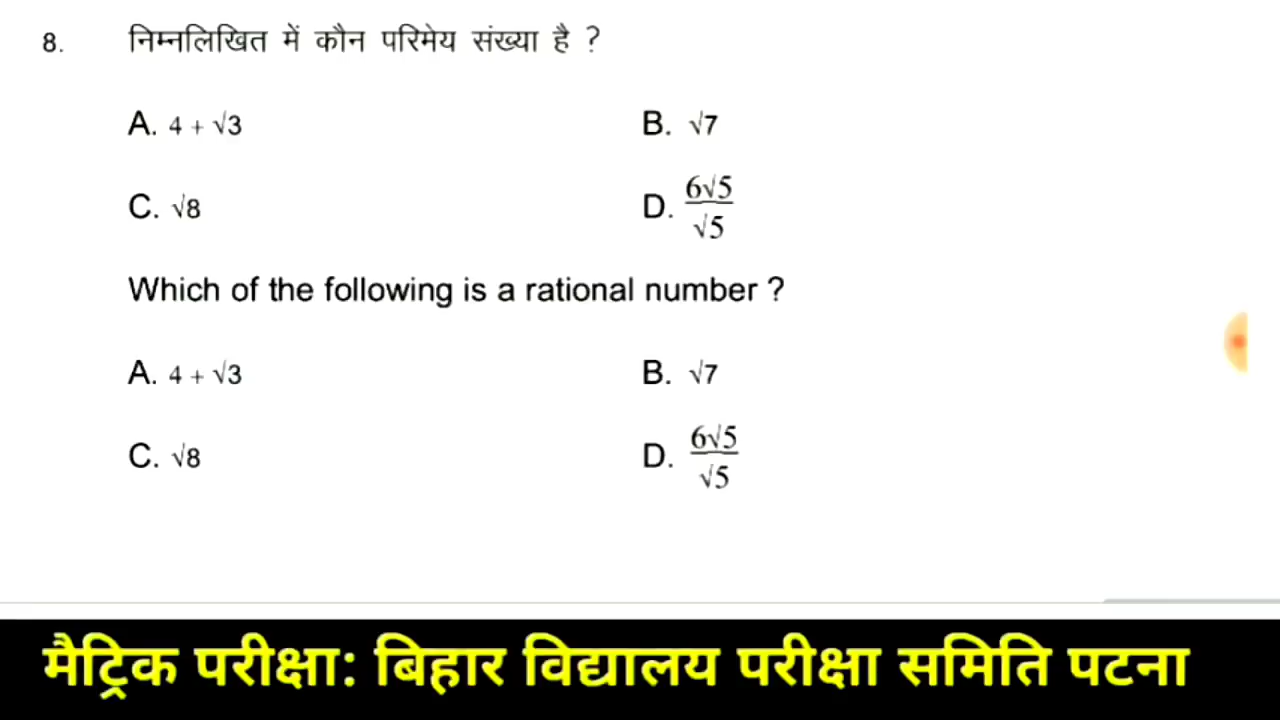 8. निम्नलिखित में कौन परिमेय संख्या है ?
A. 4 + √3 B. √7
C. √8 D. 6√5 / √5
Which of the following is a rational number ?
A. 4 + √3 B. √7
C. √8 D. 6√5 / √5
मैट्रिक परीक्षा: बिहार विद्यालय परीक्षा समिति पटना